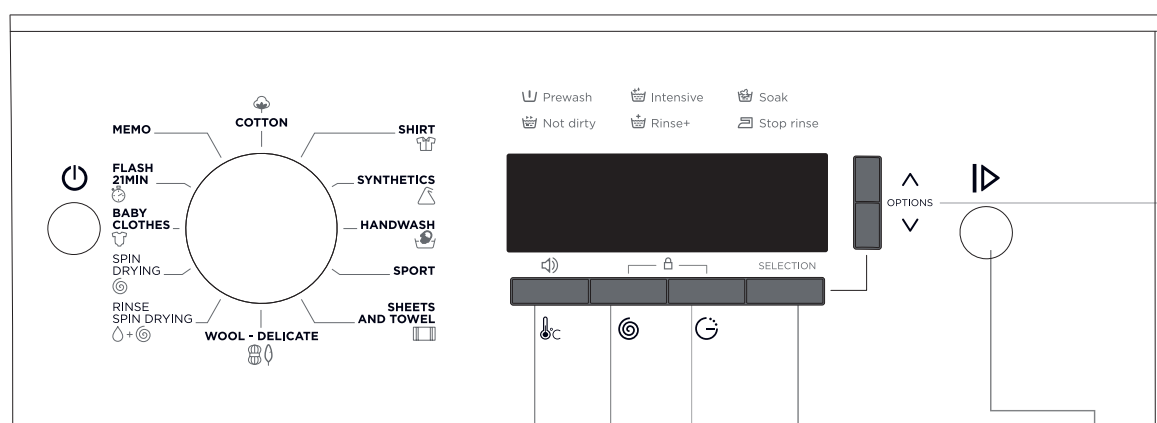 COTTON
MEMO
SHIRT
FLASH
21MIN
SYNTHETICS
BABY
CLOTHES
HANDWASH
SPIN
DRYING
SPORT
RINSE
SPIN DRYING
+
SHEETS
AND TOWEL
WOOL - DELICATE
Prewash
Intensive
Soak
Not dirty
Rinse+
Stop rinse
OPTIONS
SELECTION
°C